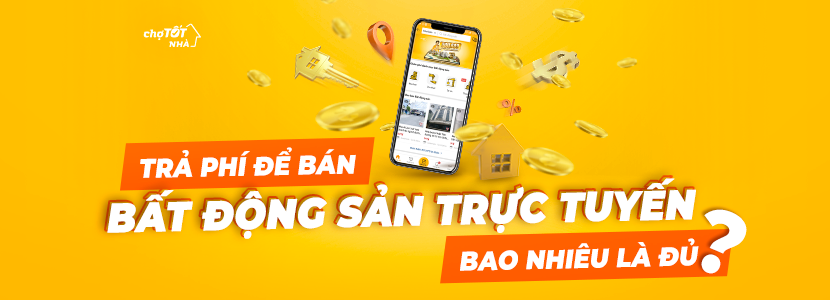 chợTỐT
NHÀ
TRẢ PHÍ ĐỂ BÁN
BẤT ĐỘNG SẢN TRỰC TUYẾN
BAO NHIÊU LÀ ĐỦ?